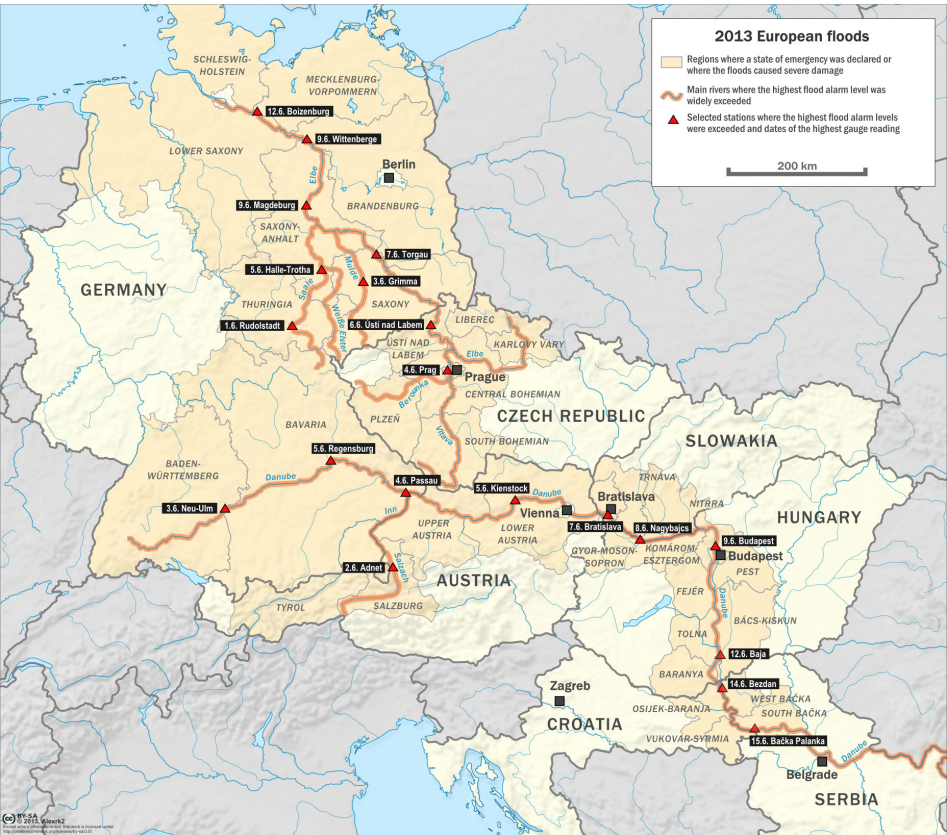 2013 European floods
Regions where a state of emergency was declared or
where the floods caused severe damage
Main rivers where the highest flood alarm level was
widely exceeded
Selected stations where the highest flood alarm levels
were exceeded and dates of the highest gauge reading
200 km
SCHLESWIG-
HOLSTEIN
MECKLENBURG-
VORPOMMERN
12.6. Boizenburg
9.6. Wittenberge
LOWER SAXONY
Berlin
Elbe
9.6. Magdeburg
BRANDENBURG
SAXONY-
ANHALT
7.6. Torgau
5.6. Halle-Trotha
Mulde
3.6. Grimma
GERMANY
Saale
THURINGIA
SAXONY
Weiße Elster
1.6. Rudolstadt
6.6. Ústí nad Labem
LIBEREC
ÚSTÍ NAD
LABEM
KARLOVY VARY
Elbe
4.6. Prag
Prague
Berounka
CENTRAL BOHEMIAN
PLZEŇ
CZECH REPUBLIC
BAVARIA
Vltava
SOUTH BOHEMIAN
SLOWAKIA
5.6. Regensburg
BADEN-
WÜRTTEMBERG
Danube
4.6. Passau
5.6. Kienstock
Danube
TRNAVA
NITRRA
3.6. Neu-Ulm
Inn
Vienna
Bratislava
HUNGARY
UPPER
AUSTRIA
LOWER
AUSTRIA
7.6. Bratislava
8.6. Nagybajcs
9.6. Budapest
Budapest
GYOR-MOSON-
SOPRON
KOMÁROM-
ESZTERGOM
PEST
2.6. Adnet
Salzach
AUSTRIA
FEJÉR
Danube
TYROL
SALZBURG
BÁCS-KISKUN
TOLNA
12.6. Baja
BARANYA
14.6. Bezdan
Zagreb
WEST BAČKA
OSIJEK-BARANJA
SOUTH BAČKA
CROATIA
VUKOVAR-SYRMIA
15.6. Bačka Palanka
Danube
Belgrade
SERBIA
BY-SA
© 2013, Alexrk2